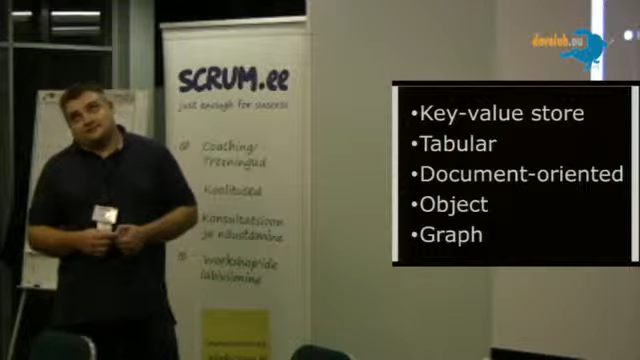 devclub.eu
SCRUM.ee
just enough for success
Coaching
Treeningud
Koolitused
Konsultatsioon
ja nõustamine
Workshopide
läbiviimine
•Key-value store
•Tabular
•Document-oriented
•Object
•Graph